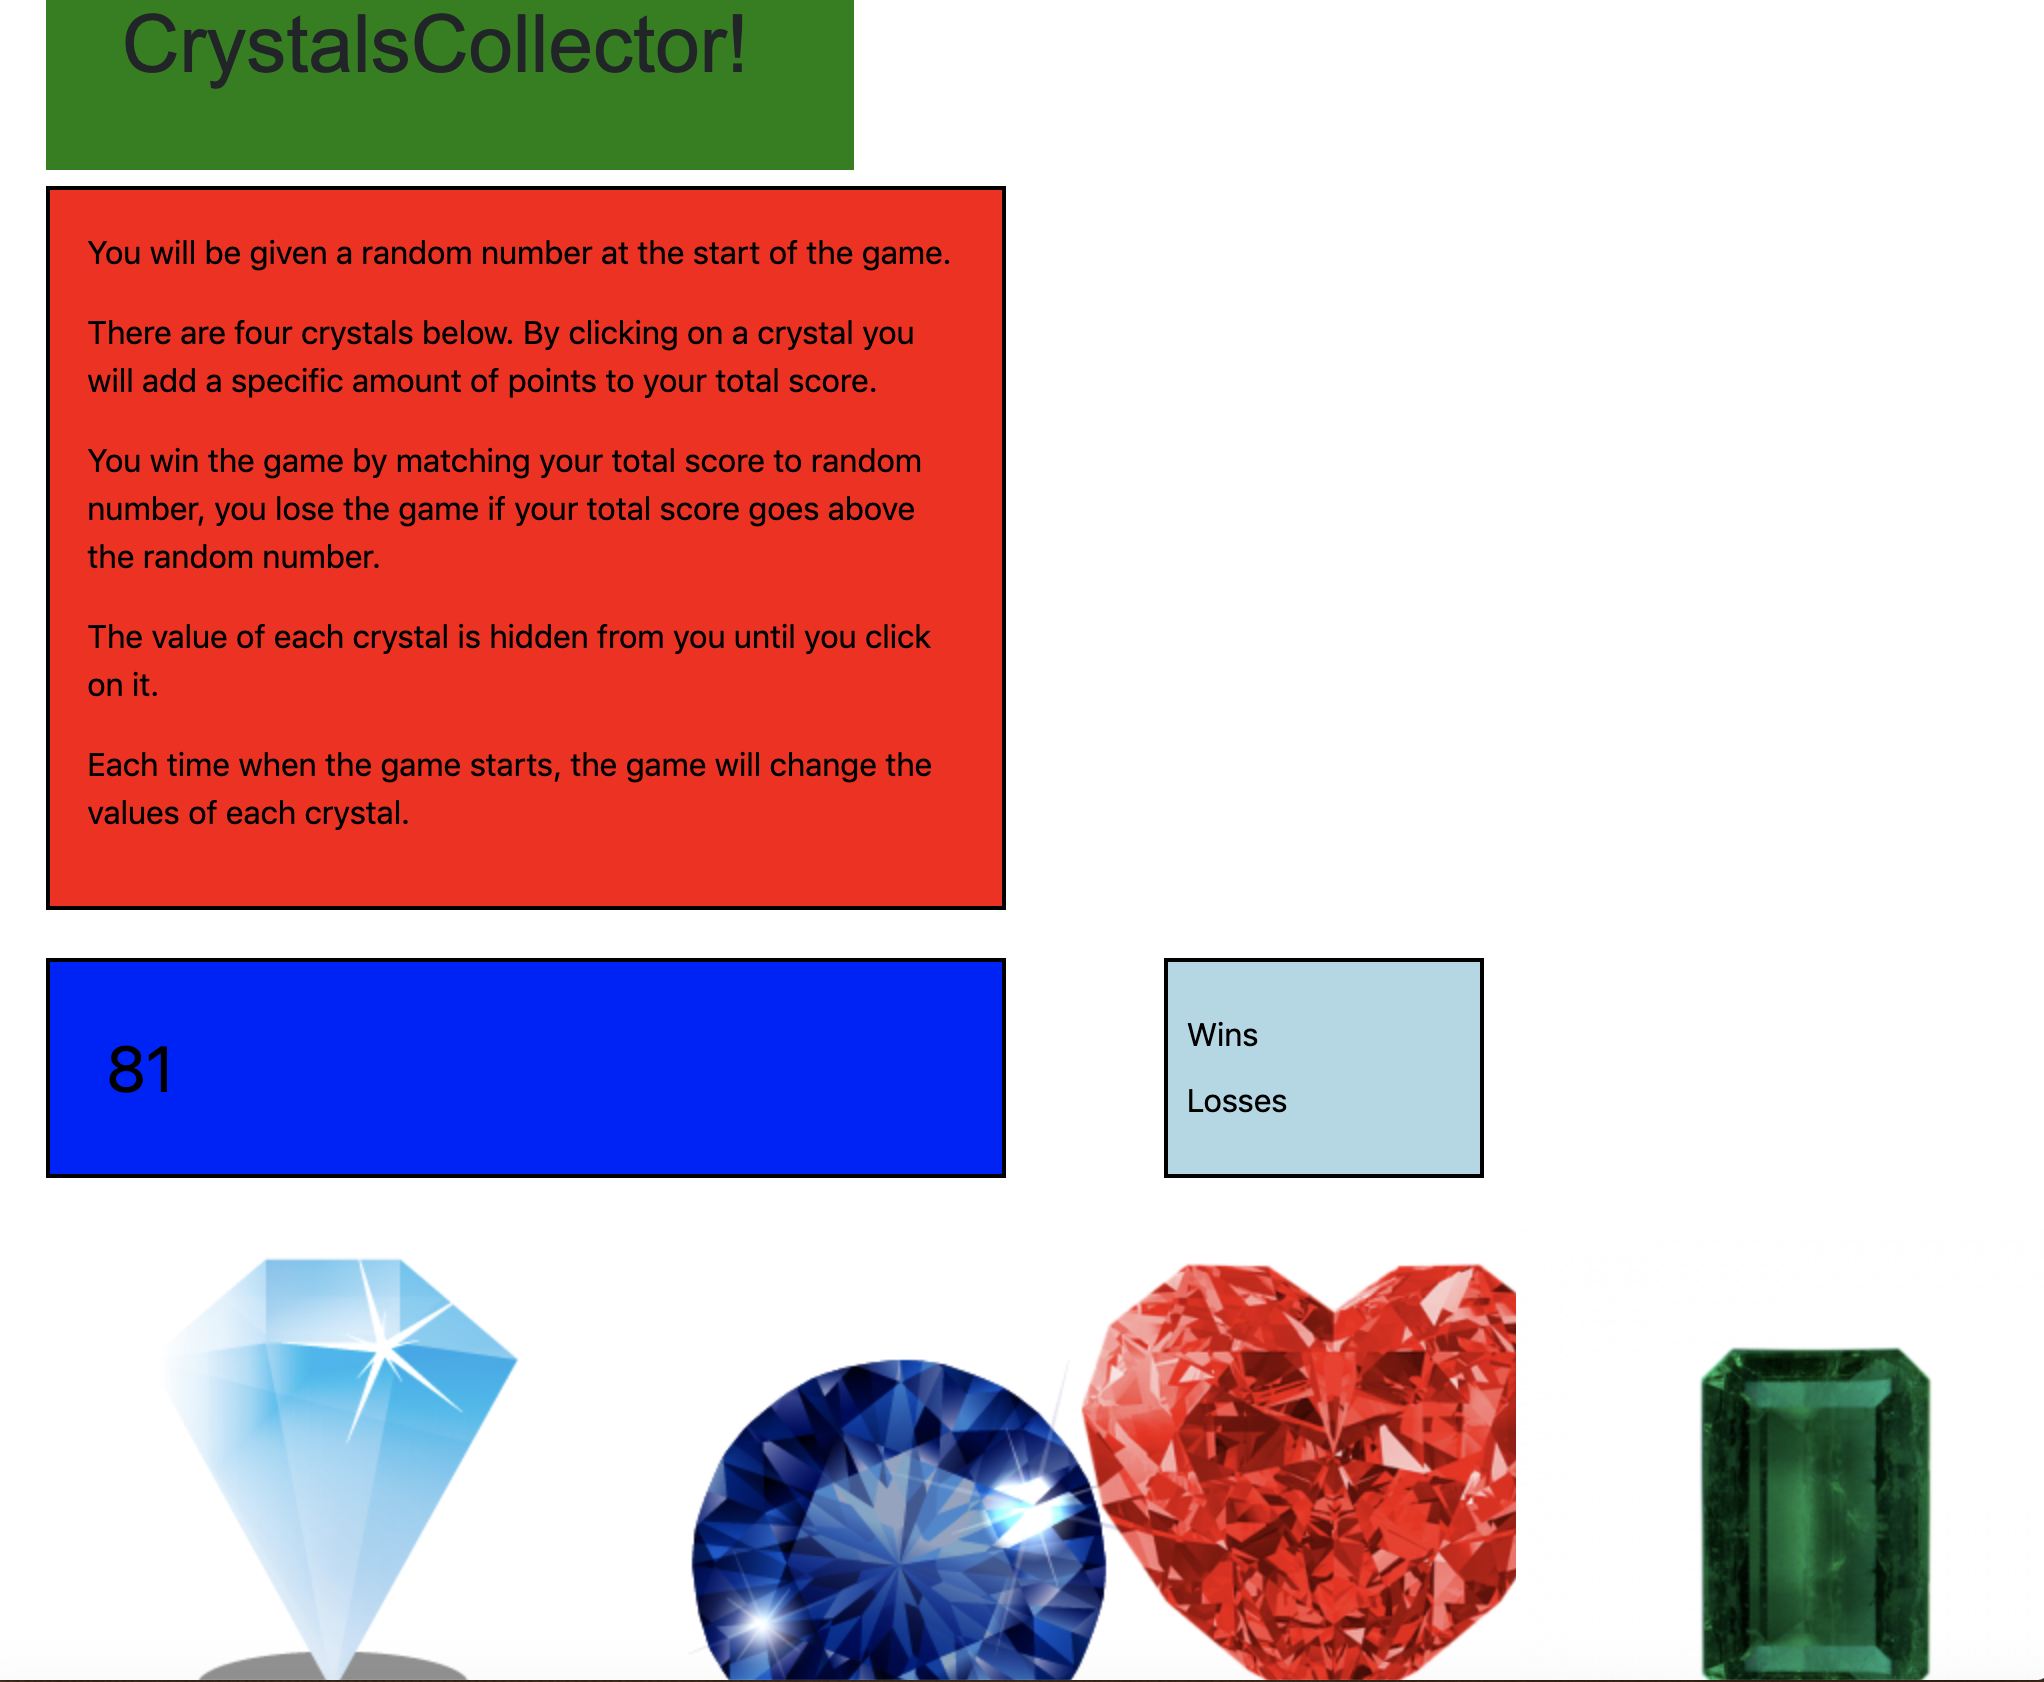 CrystalsCollector!
You will be given a random number at the start of the game.
There are four crystals below. By clicking on a crystal you
will add a specific amount of points to your total score.
You win the game by matching your total score to random
number, you lose the game if your total score goes above
the random number.
The value of each crystal is hidden from you until you click
on it.
Each time when the game starts, the game will change the
values of each crystal.
81
Wins
Losses